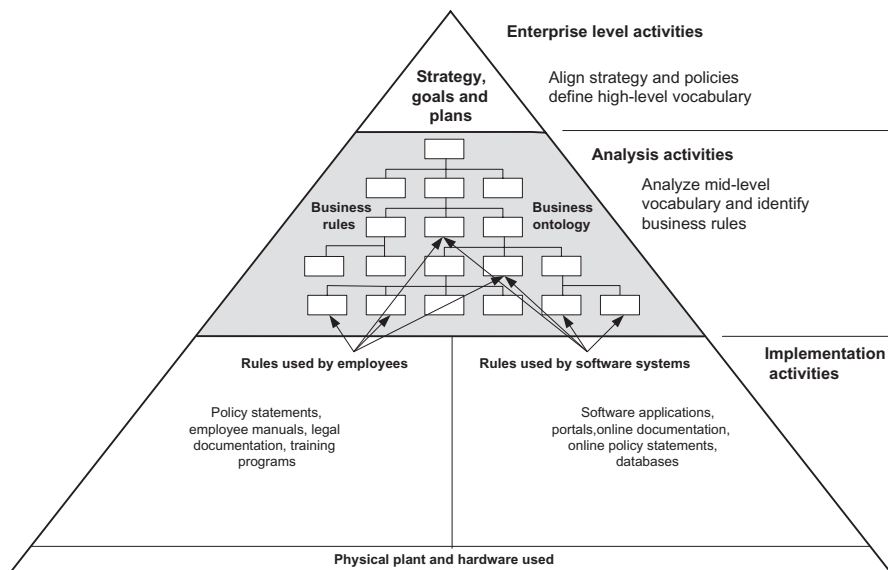 Enterprise level activities
Strategy,
goals and
plans
Align strategy and policies
define high-level vocabulary
Analysis activities
Analyze mid-level
vocabulary and identify
business rules
Business
rules
Business
ontology
Implementation
activities
Rules used by employees
Rules used by software systems
Policy statements,
employee manuals, legal
documentation, training
programs
Software applications,
portals,online documentation,
online policy statements,
databases
Physical plant and hardware used